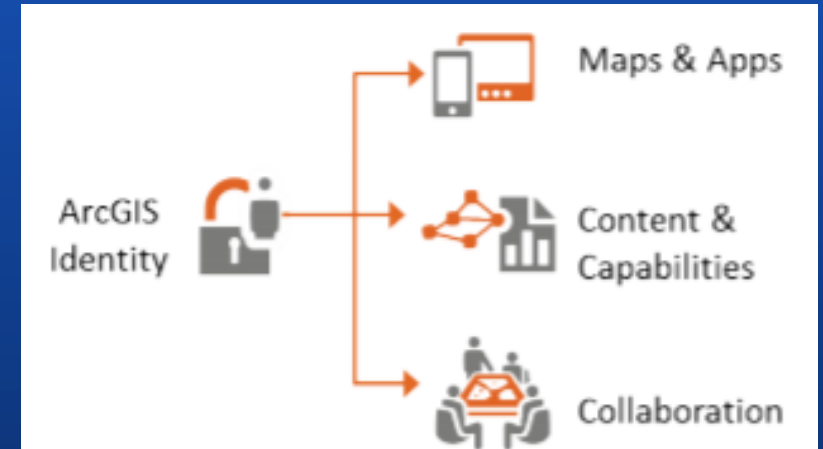 Maps & Apps
ArcGIS
Identity
Content &
Capabilities
Collaboration